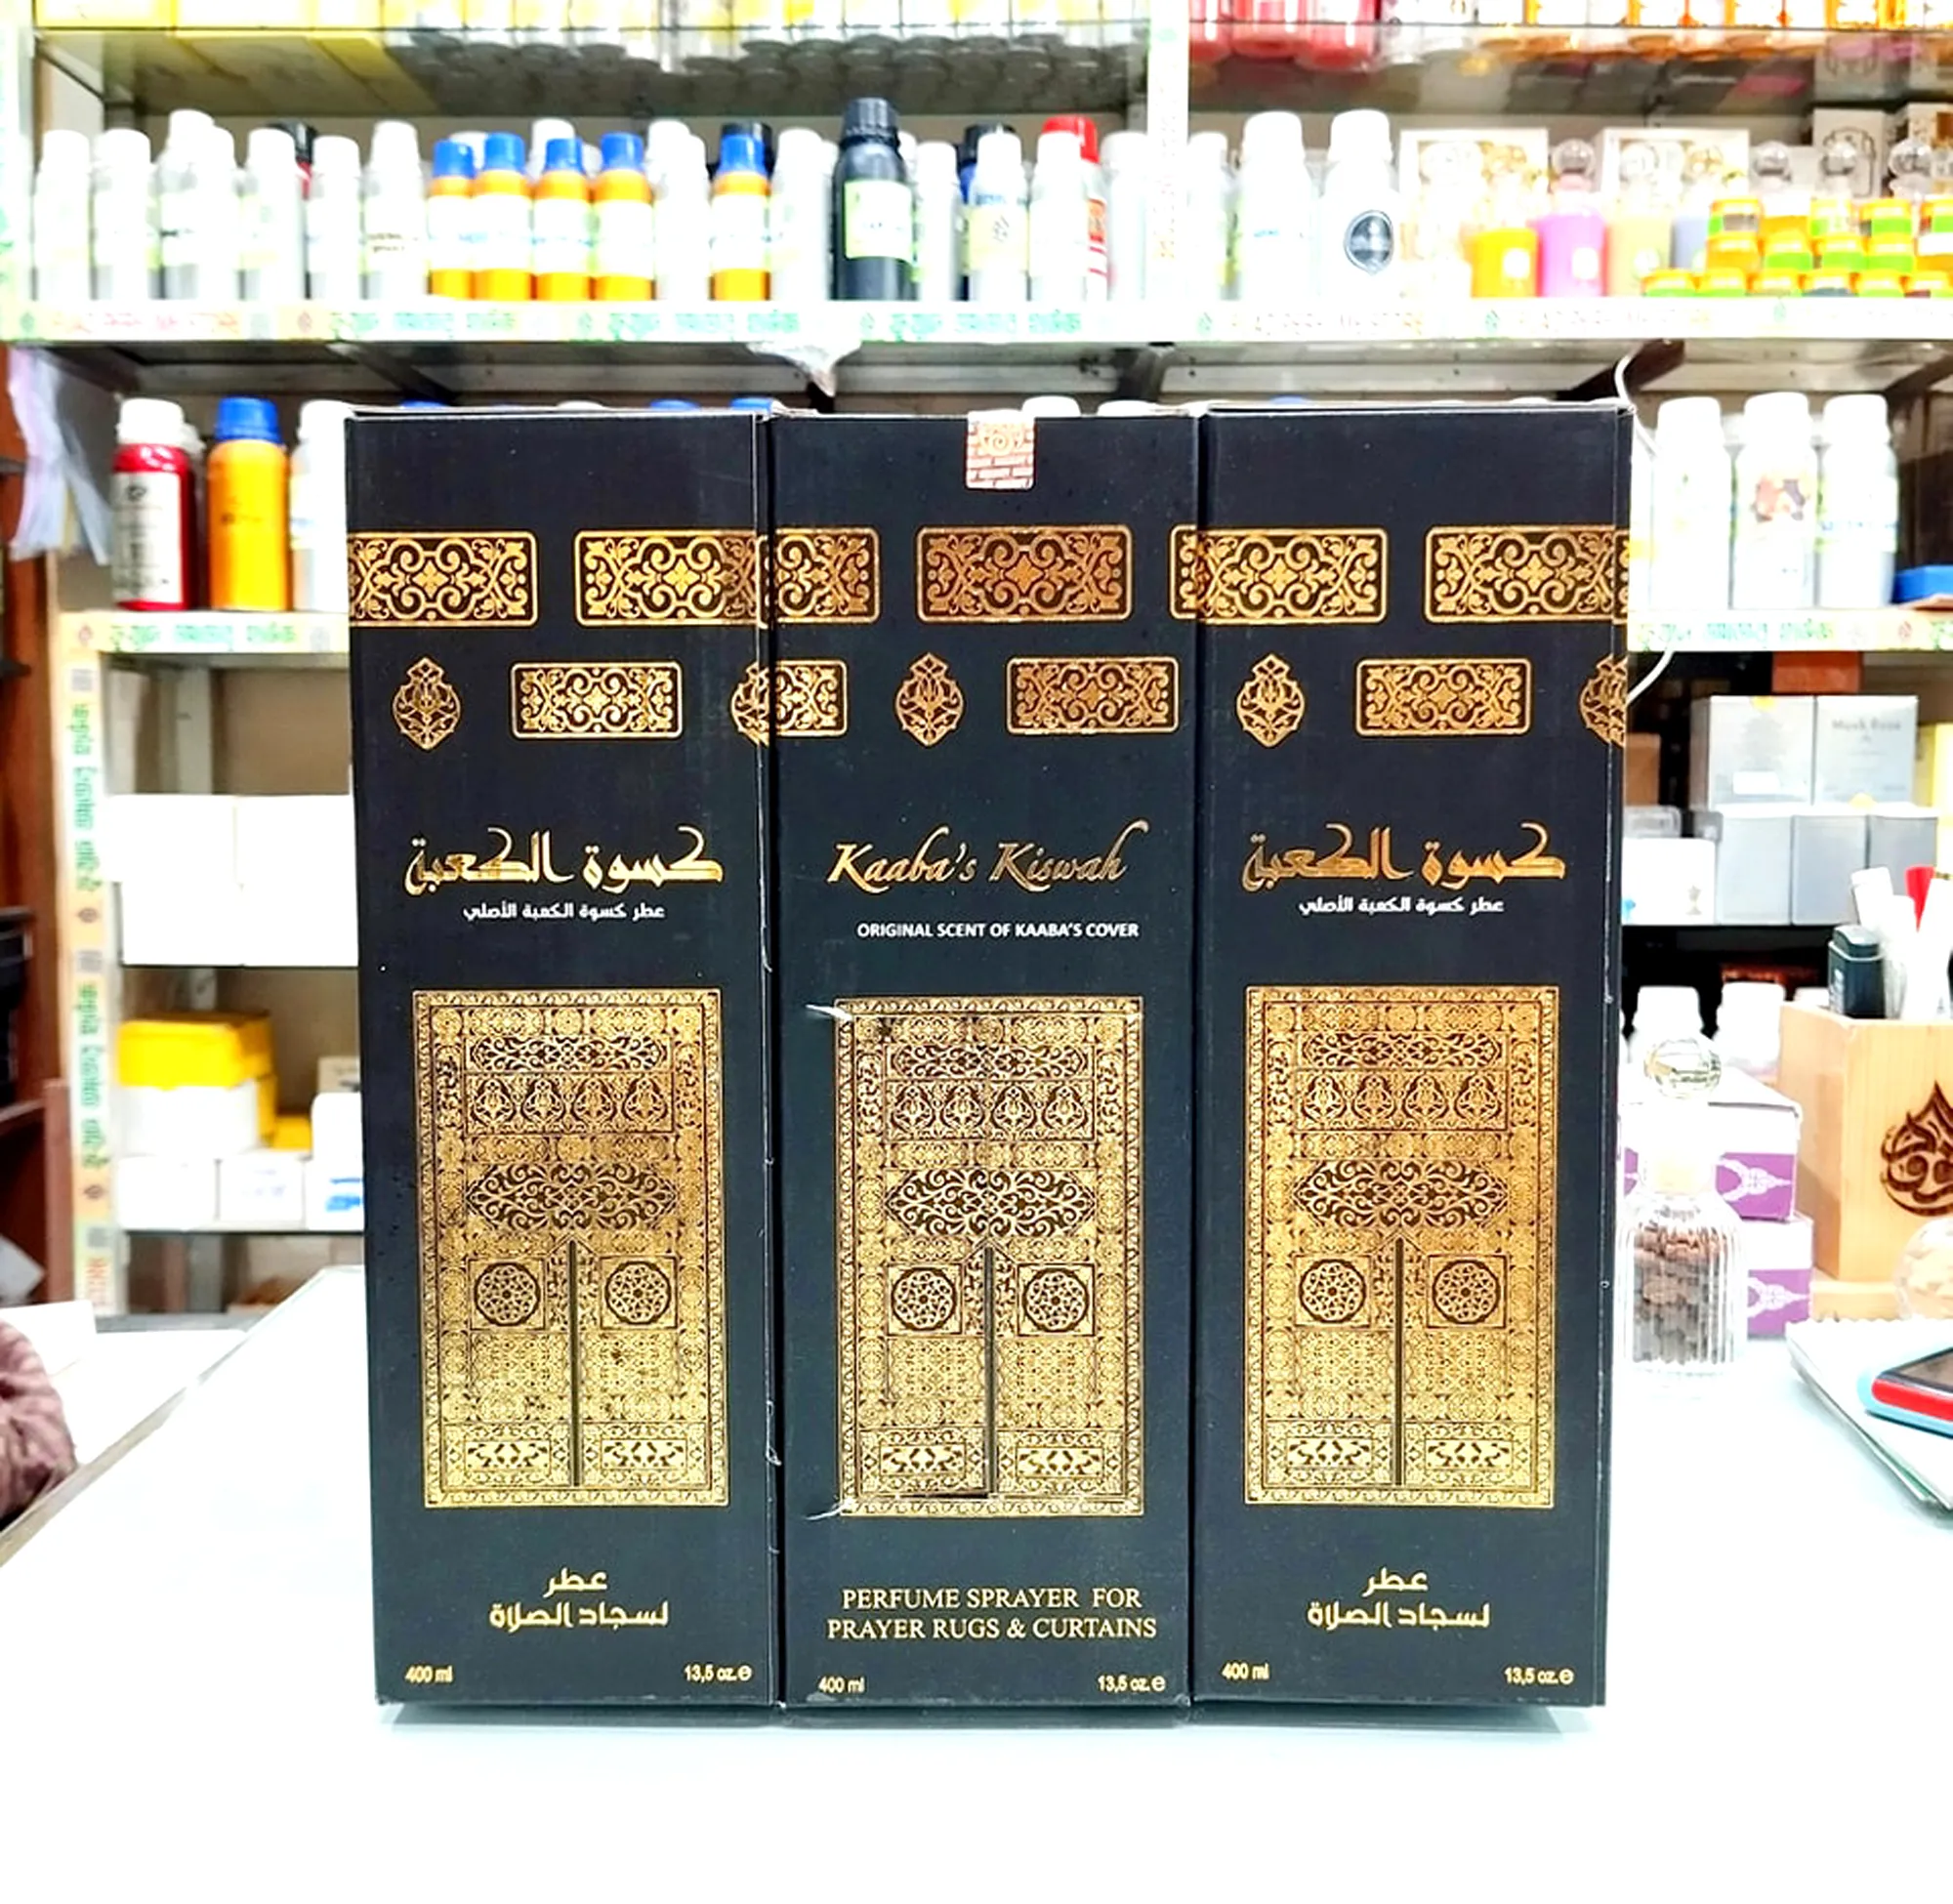 كسوة الكعبة
عطر كسوة الكعبة الأصلي
عطر
لسجاد الصلاة
400 ml
13,5 oz. ℮
Kaaba's Kiswah
ORIGINAL SCENT OF KAABA'S COVER
PERFUME SPRAYER FOR
PRAYER RUGS & CURTAINS
400 ml
13,5 oz. ℮
كسوة الكعبة
عطر كسوة الكعبة الأصلي
عطر
لسجاد الصلاة
400 ml
13,5 oz. ℮
Musk Rose